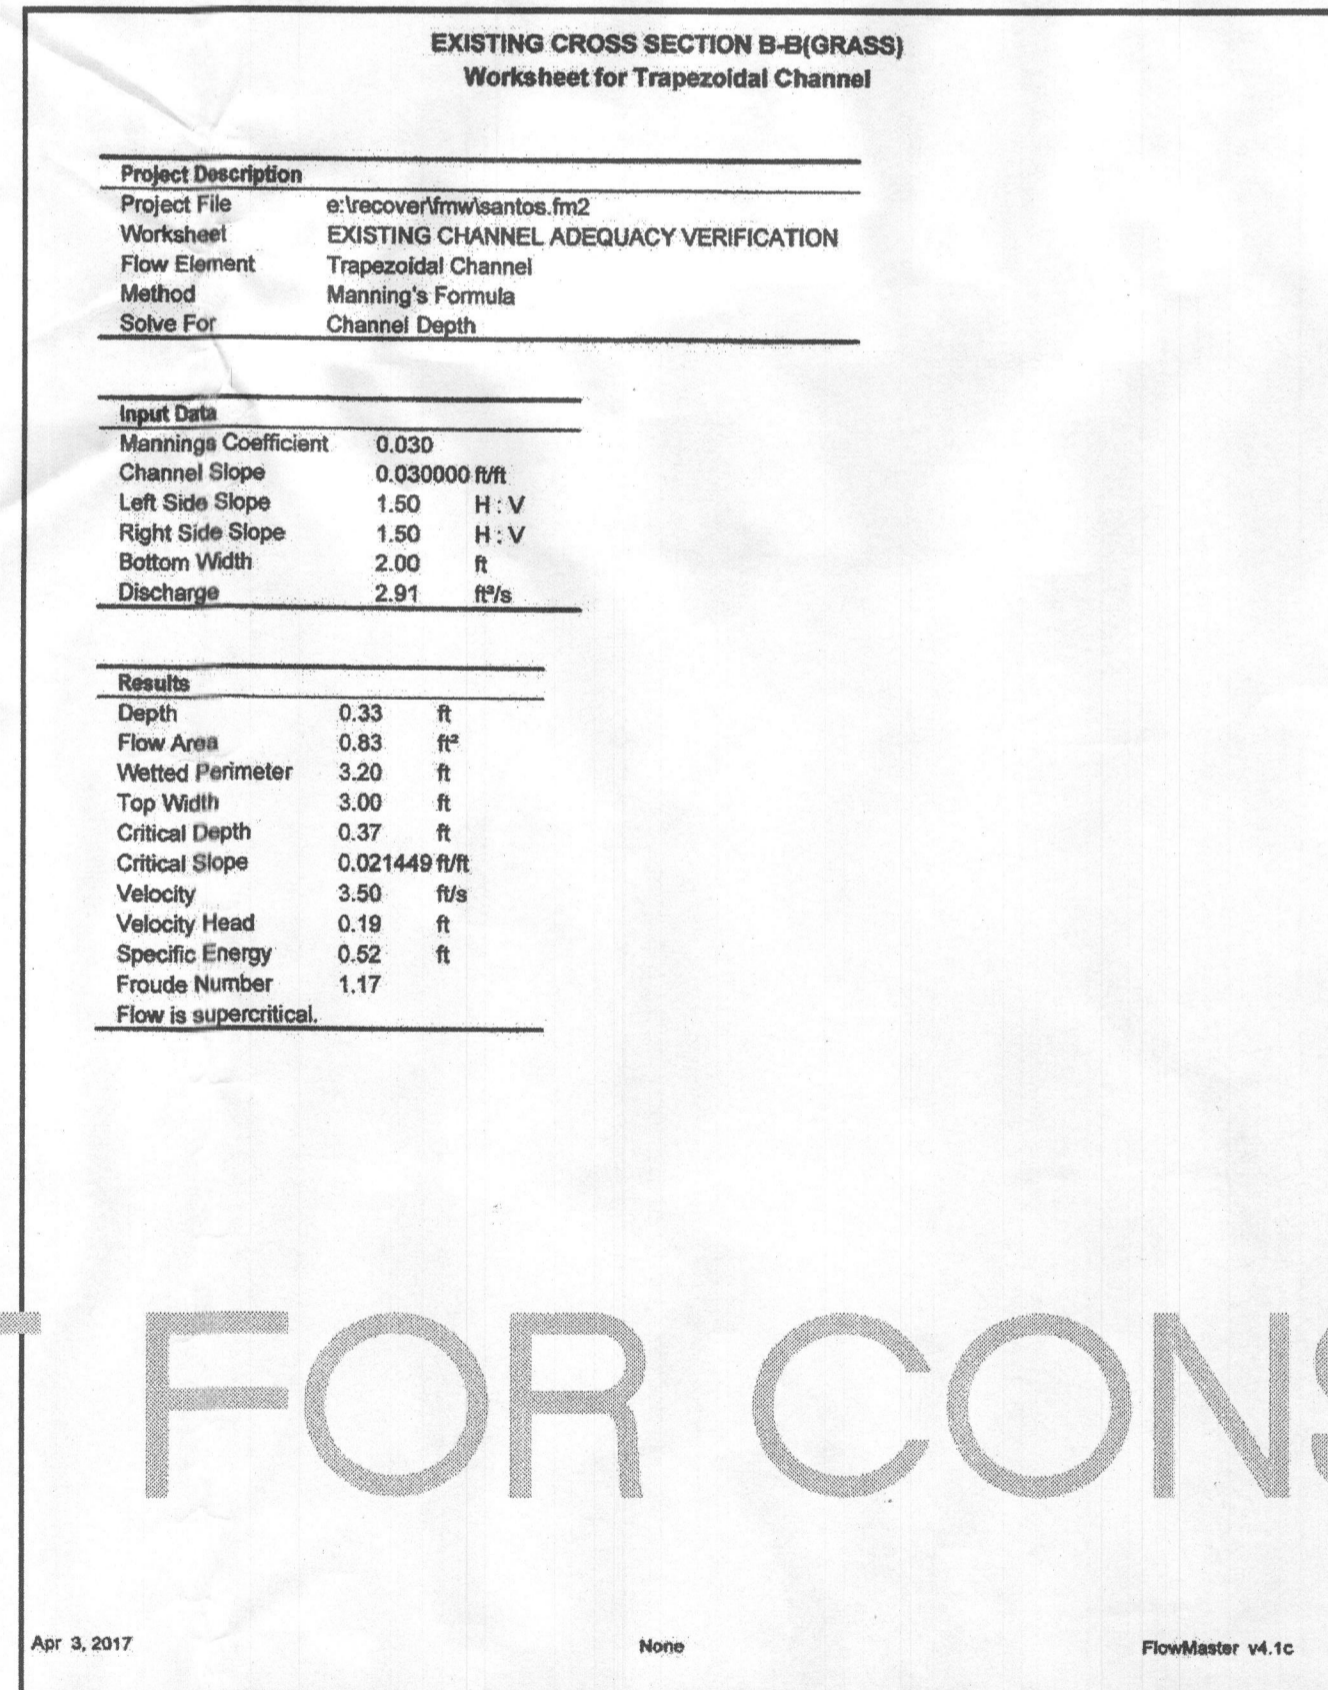 EXISTING CROSS SECTION B-B(GRASS)
Worksheet for Trapezoidal Channel
Project Description
Project File e:\recover\fmw\santos.fm2
Worksheet EXISTING CHANNEL ADEQUACY VERIFICATION
Flow Element Trapezoidal Channel
Method Manning's Formula
Solve For Channel Depth
Input Data
Mannings Coefficient 0.030
Channel Slope 0.030000 ft/ft
Left Side Slope 1.50 H : V
Right Side Slope 1.50 H : V
Bottom Width 2.00 ft
Discharge 2.91 ft³/s
Results
Depth 0.33 ft
Flow Area 0.83 ft²
Wetted Perimeter 3.20 ft
Top Width 3.00 ft
Critical Depth 0.37 ft
Critical Slope 0.021449 ft/ft
Velocity 3.50 ft/s
Velocity Head 0.19 ft
Specific Energy 0.52 ft
Froude Number 1.17
Flow is supercritical.
T FOR CONS
Apr 3, 2017 None FlowMaster v4.1c